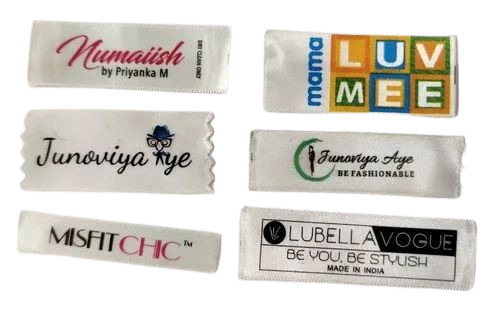 Numaiish
by Priyanka M
DRY CLEAN ONLY
mama
LUV
MEE
Junoviya Aye
Junoviya Aye
BE FASHIONABLE
MISFITCHIC™
LUBELLAVOGUE
BE YOU, BE STYLISH
MADE IN INDIA